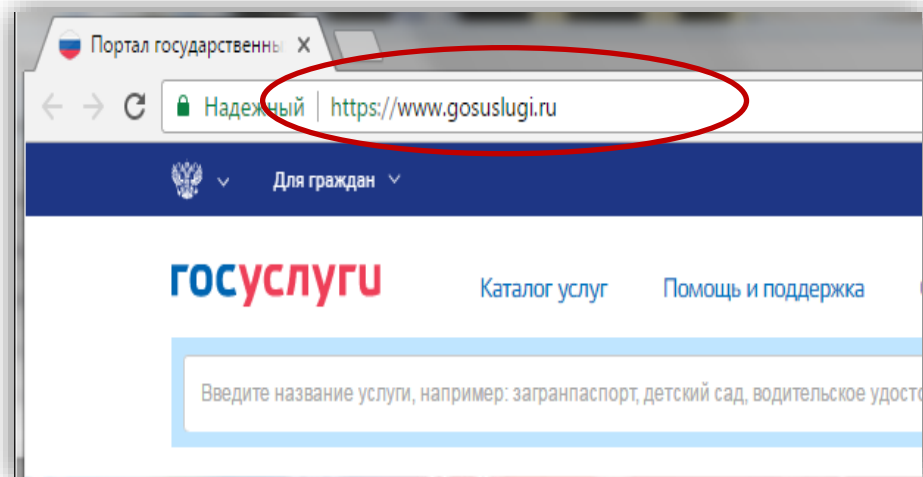 Портал государственны
Надежный https://www.gosuslugi.ru
Для граждан
госуслуги
Каталог услуг Помощь и поддержка
Введите название услуги, например: загранпаспорт, детский сад, водительское удосто